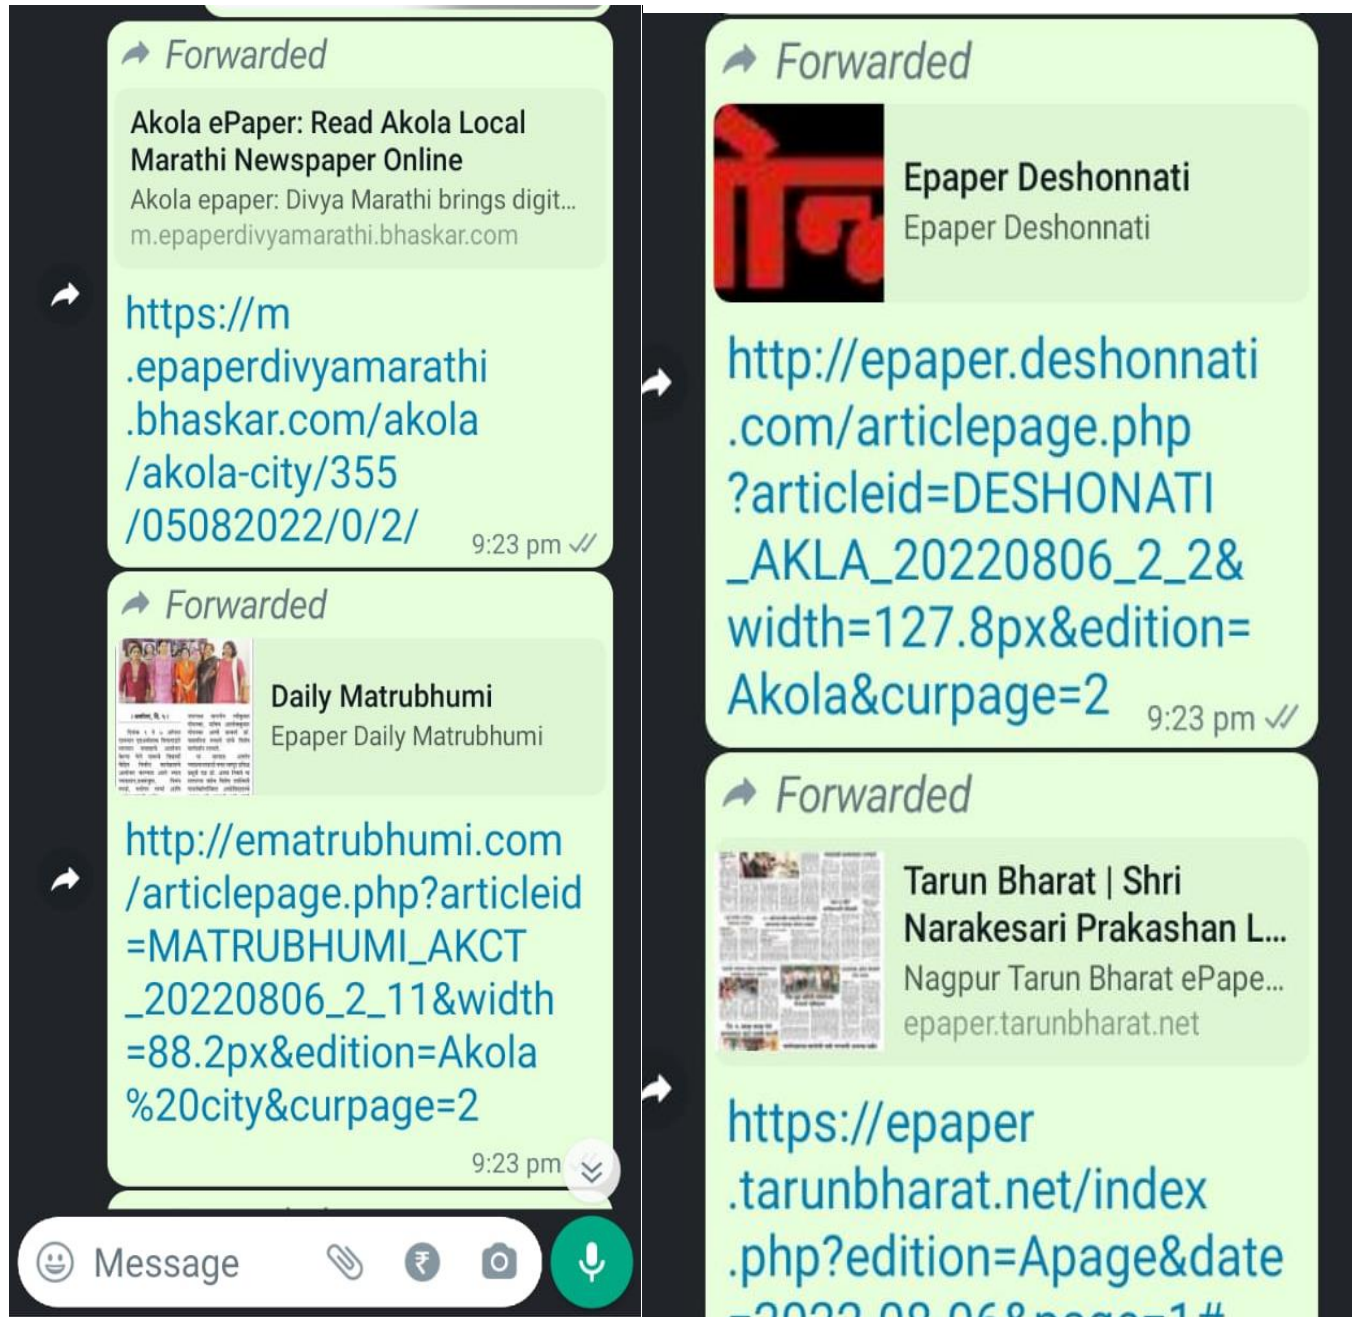 Forwarded
Akola ePaper: Read Akola Local
Marathi Newspaper Online
Akola epaper: Divya Marathi brings digit...
m.epaperdivyamarathi.bhaskar.com
https://m
.epaperdivyamarathi
.bhaskar.com/akola
/akola-city/355
/05082022/0/2/
9:23 pm
Forwarded
Daily Matrubhumi
Epaper Daily Matrubhumi
http://ematrubhumi.com
/articlepage.php?articleid
=MATRUBHUMI_AKCT
_20220806_2_11&width
=88.2px&edition=Akola
%20city&curpage=2
9:23 pm
Message
Forwarded
Epaper Deshonnati
Epaper Deshonnati
http://epaper.deshonnati
.com/articlepage.php
?articleid=DESHONATI
_AKLA_20220806_2_2&
width=127.8px&edition=
Akola&curpage=2
9:23 pm
Forwarded
Tarun Bharat | Shri
Narakesari Prakashan L...
Nagpur Tarun Bharat ePape...
epaper.tarunbharat.net
https://epaper
.tarunbharat.net/index
.php?edition=Apage&date